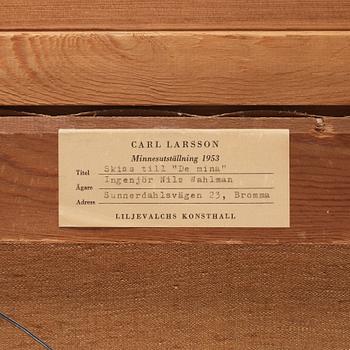 CARL LARSSON
Minnesutställning 1953
Titel Skiss till "De mina"
Ägare Ingenjör Nils Wahlman
Adress Sunnerdahlsvägen 23, Bromma
LILJEVALCHS KONSTHALL